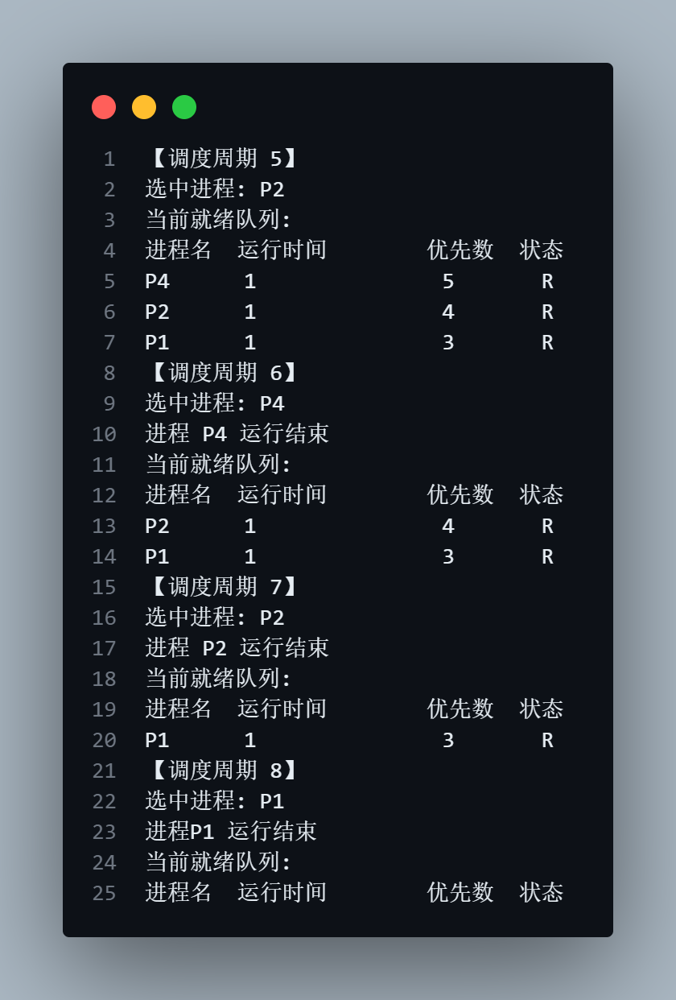 1 【调度周期 5】
2 选中进程: P2
3 当前就绪队列:
4 进程名 运行时间 优先数 状态
5 P4 1 5 R
6 P2 1 4 R
7 P1 1 3 R
8 【调度周期 6】
9 选中进程: P4
10 进程 P4 运行结束
11 当前就绪队列:
12 进程名 运行时间 优先数 状态
13 P2 1 4 R
14 P1 1 3 R
15 【调度周期 7】
16 选中进程: P2
17 进程 P2 运行结束
18 当前就绪队列:
19 进程名 运行时间 优先数 状态
20 P1 1 3 R
21 【调度周期 8】
22 选中进程: P1
23 进程P1 运行结束
24 当前就绪队列:
25 进程名 运行时间 优先数 状态